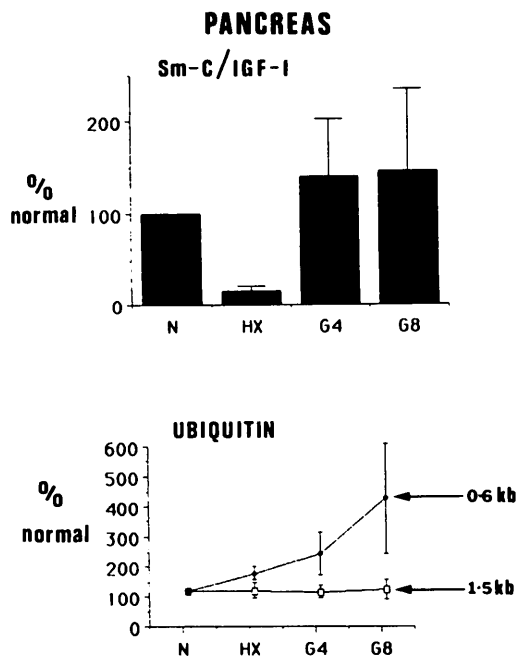 PANCREAS
Sm-C/IGF-I
200
100
0
%
normal
N HX G4 G8
UBIQUITIN
600
500
400
300
200
100
0
%
normal
0·6 kb
1·5 kb
N HX G4 G8